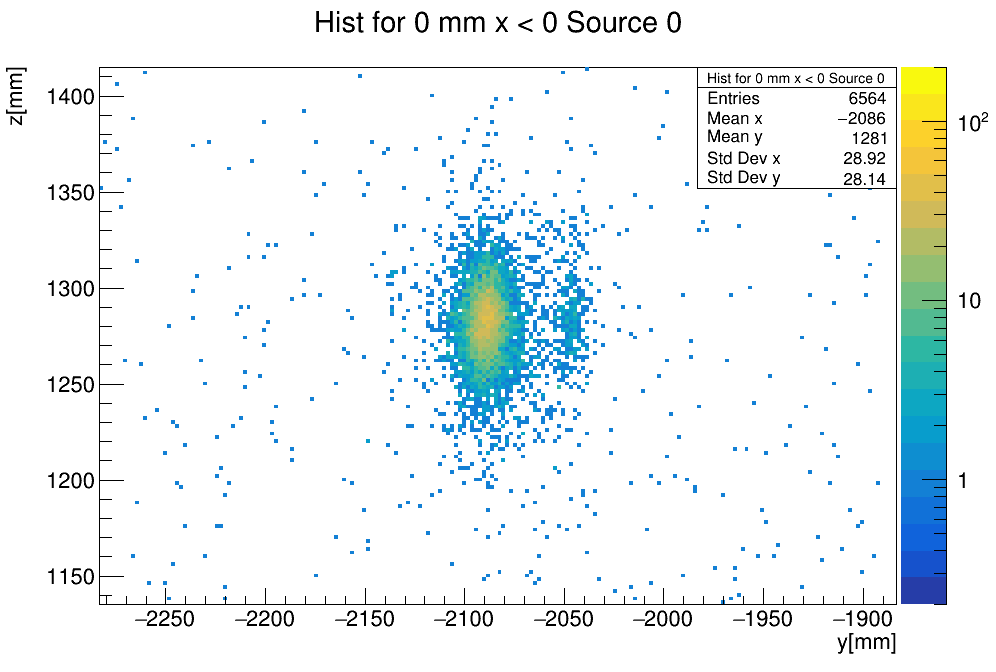 Hist for 0 mm x < 0 Source 0
z[mm]
Hist for 0 mm x < 0 Source 0
Entries 6564
Mean x −2086
Mean y 1281
Std Dev x 28.92
Std Dev y 28.14
1400
1350
1300
1250
1200
1150
10²
10
1
−2250 −2200 −2150 −2100 −2050 −2000 −1950 −1900
y[mm]